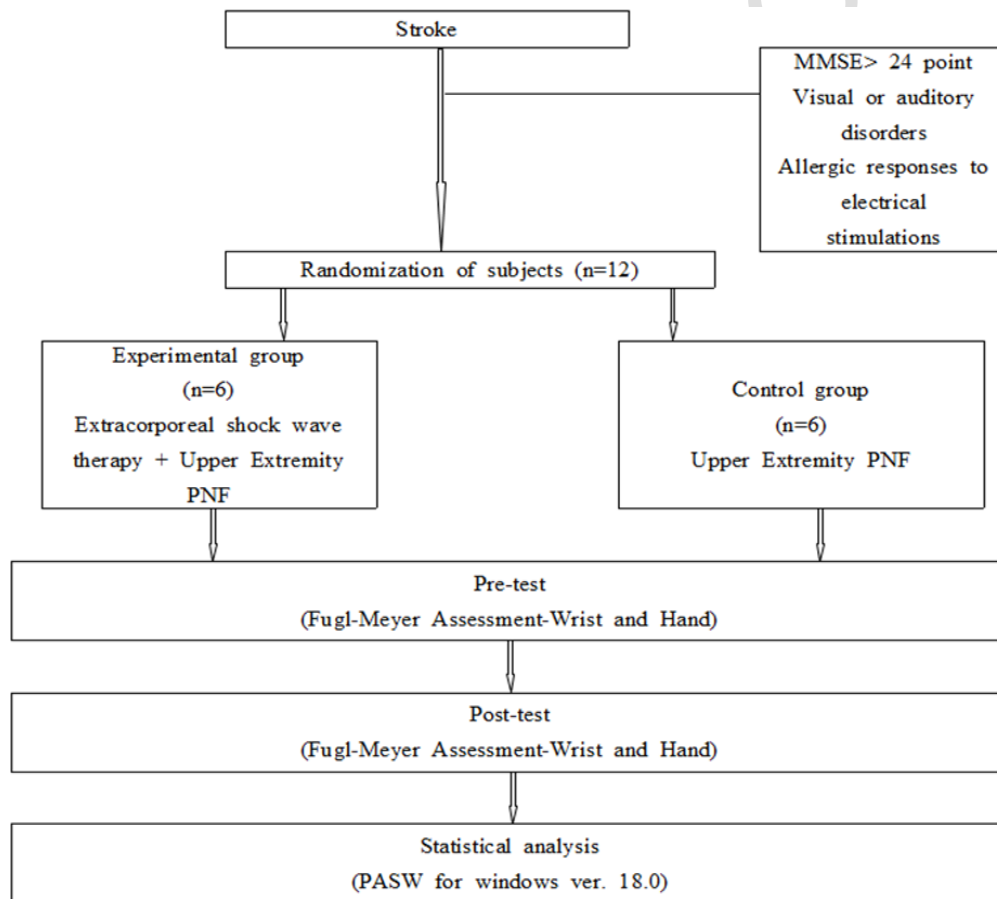 Stroke
MMSE> 24 point
Visual or auditory
disorders
Allergic responses to
electrical
stimulations
Randomization of subjects (n=12)
Experimental group
(n=6)
Extracorporeal shock wave
therapy + Upper Extremity
PNF
Control group
(n=6)
Upper Extremity PNF
Pre-test
(Fugl-Meyer Assessment-Wrist and Hand)
Post-test
(Fugl-Meyer Assessment-Wrist and Hand)
Statistical analysis
(PASW for windows ver. 18.0)